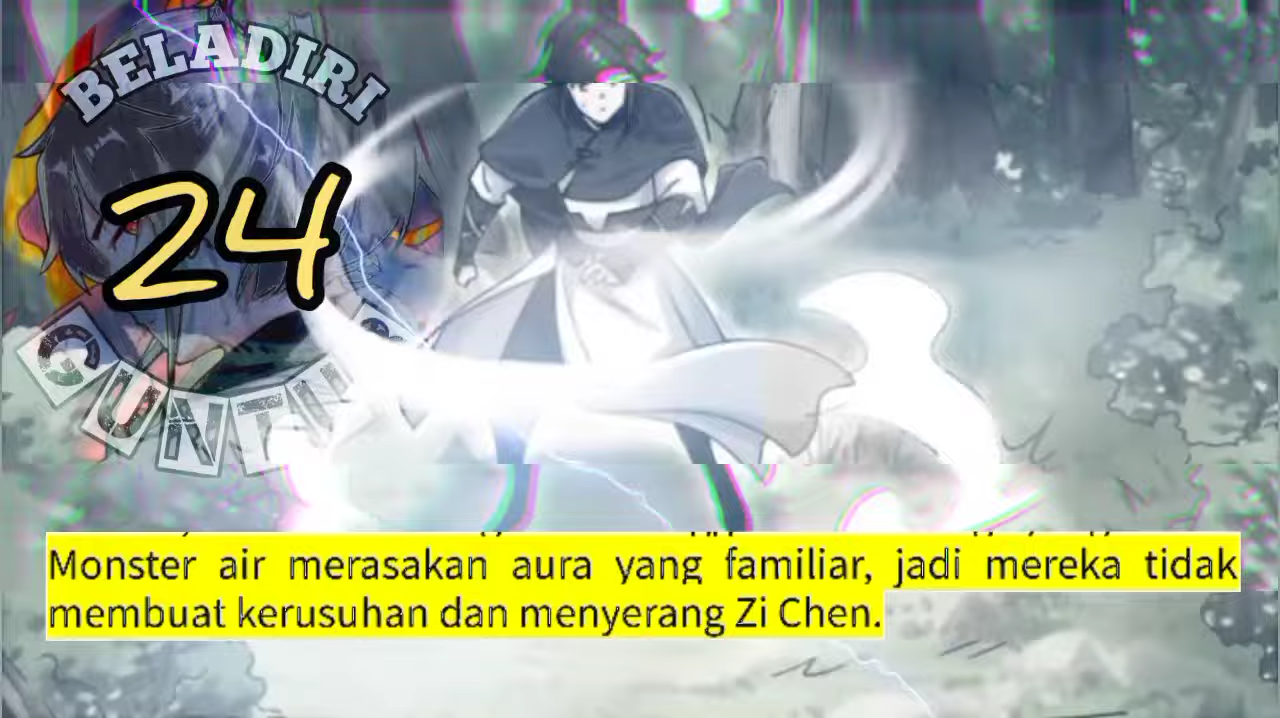 BELADIRI
24
Monster air merasakan aura yang familiar, jadi mereka tidak
membuat kerusuhan dan menyerang Zi Chen.